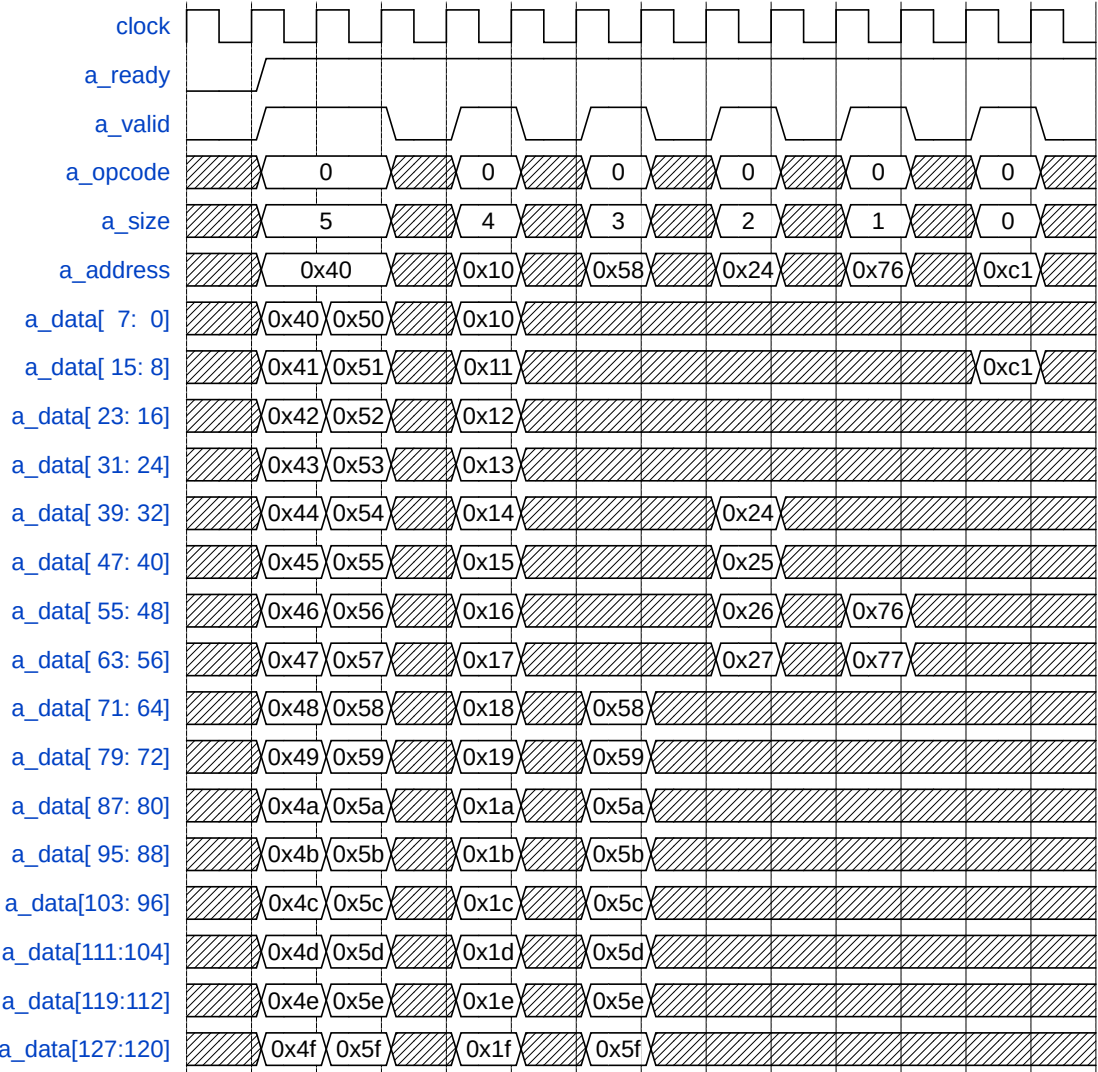 clock
a_ready
a_valid
a_opcode 0 0 0 0 0 0
a_size 5 4 3 2 1 0
a_address 0x40 0x10 0x58 0x24 0x76 0xc1
a_data[  7:  0] 0x40 0x50 0x10
a_data[ 15: 8] 0x41 0x51 0x11 0xc1
a_data[ 23: 16] 0x42 0x52 0x12
a_data[ 31: 24] 0x43 0x53 0x13
a_data[ 39: 32] 0x44 0x54 0x14 0x24
a_data[ 47: 40] 0x45 0x55 0x15 0x25
a_data[ 55: 48] 0x46 0x56 0x16 0x26 0x76
a_data[ 63: 56] 0x47 0x57 0x17 0x27 0x77
a_data[ 71: 64] 0x48 0x58 0x18 0x58
a_data[ 79: 72] 0x49 0x59 0x19 0x59
a_data[ 87: 80] 0x4a 0x5a 0x1a 0x5a
a_data[ 95: 88] 0x4b 0x5b 0x1b 0x5b
a_data[103: 96] 0x4c 0x5c 0x1c 0x5c
a_data[111:104] 0x4d 0x5d 0x1d 0x5d
a_data[119:112] 0x4e 0x5e 0x1e 0x5e
a_data[127:120] 0x4f 0x5f 0x1f 0x5f